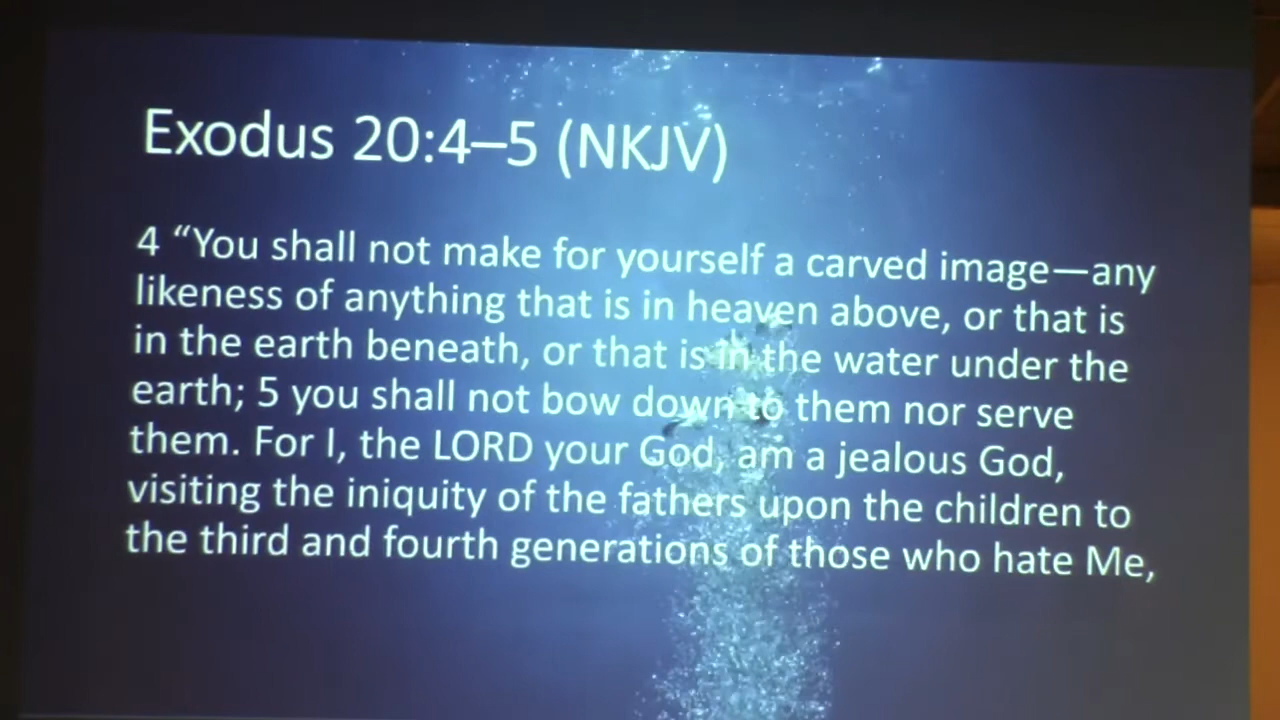 Exodus 20:4–5 (NKJV)
4 “You shall not make for yourself a carved image—any
likeness of anything that is in heaven above, or that is
in the earth beneath, or that is in the water under the
earth; 5 you shall not bow down to them nor serve
them. For I, the LORD your God, am a jealous God,
visiting the iniquity of the fathers upon the children to
the third and fourth generations of those who hate Me,